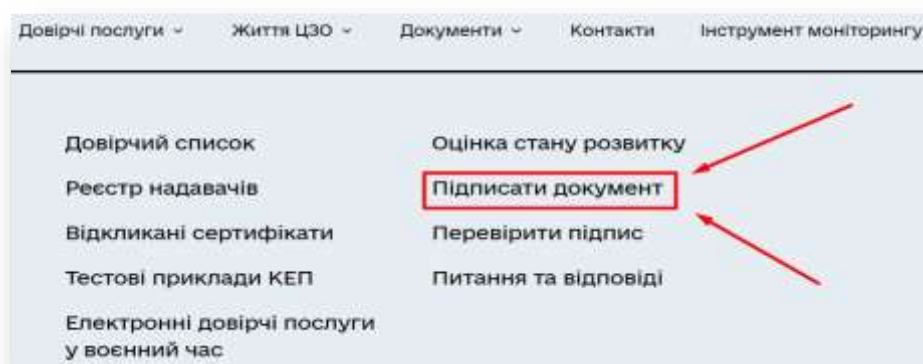 Довірчі послуги Життя ЦЗО Документи Контакти Інструмент моніторингу
Довірчий список
Реєстр надавачів
Відкликані сертифікати
Тестові приклади КЕП
Електронні довірчі послуги
у воєнний час
Оцінка стану розвитку
Підписати документ
Перевірити підпис
Питання та відповіді